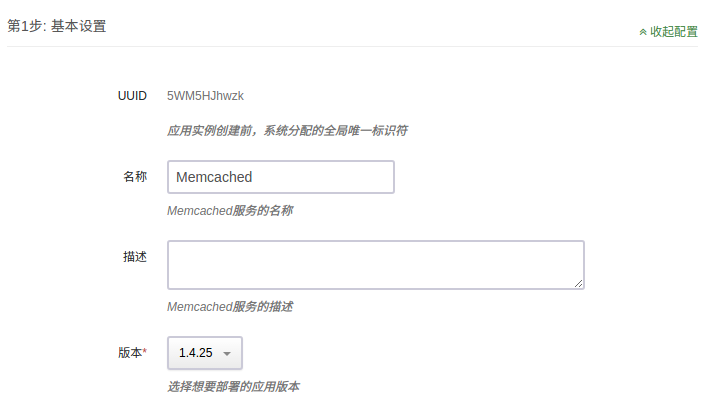 第1步: 基本设置
收起配置
UUID 5WM5HJhwzk
应用实例创建前，系统分配的全局唯一标识符
名称 Memcached
Memcached服务的名称
描述
Memcached服务的描述
版本* 1.4.25
选择想要部署的应用版本